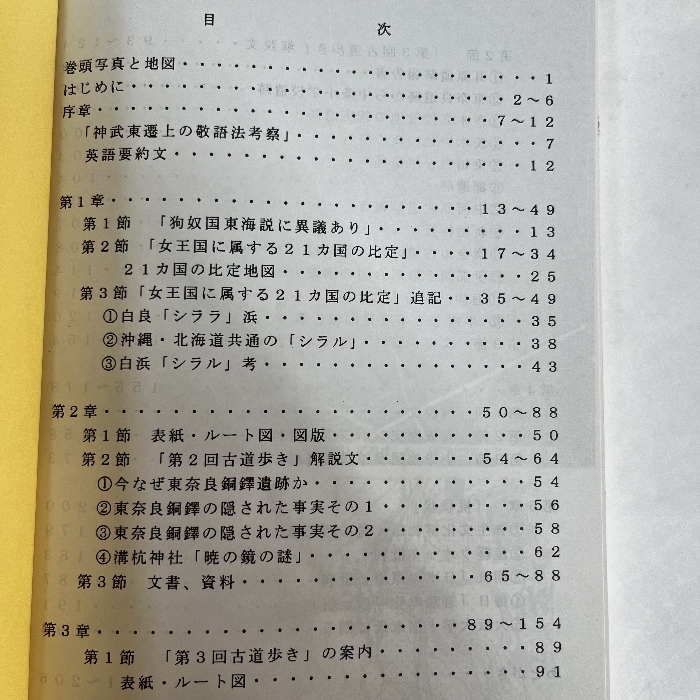 目 次
巻頭写真と地図・・・・・・・・・・・・・・・・・・・1
はじめに・・・・・・・・・・・・・・・・・・・・2～6
序章・・・・・・・・・・・・・・・・・・・・・7～12
「神武東遷上の敬語法考察」・・・・・・・・・・・・・7
英語要約文・・・・・・・・・・・・・・・・・・・12
第1章・・・・・・・・・・・・・・・・・・・13～49
第1節 「狗奴国東海説に異議あり」・・・・・・・・13
第2節 「女王国に属する21カ国の比定」・・・・17～34
21カ国の比定地図・・・・・・・・・・・・・25
第3節「女王国に属する21カ国の比定」追記・・35～49
①白良「シララ」浜・・・・・・・・・・・・・・35
②沖縄・北海道共通の「シラル」・・・・・・・・・38
③白浜「シラル」考・・・・・・・・・・・・・・43
第2章・・・・・・・・・・・・・・・・・・・50～88
第1節 表紙・ルート図・図版・・・・・・・・・・・50
第2節 「第2回古道歩き」解説文・・・・・・54～64
①今なぜ東奈良銅鐸遺跡か・・・・・・・・・・・54
②東奈良銅鐸の隠された事実その1・・・・・・・・56
③東奈良銅鐸の隠された事実その2・・・・・・・・58
④溝杭神社「暁の鏡の謎」・・・・・・・・・・・62
第3節 文書、資料・・・・・・・・・・・・65～88
第3章・・・・・・・・・・・・・・・・・・・89～154
第1節 「第3回古道歩き」の案内・・・・・・・・89
表紙・ルート図・・・・・・・・・・・・・・・91